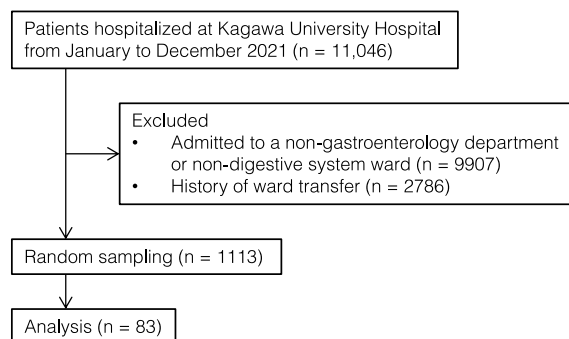 Patients hospitalized at Kagawa University Hospital
from January to December 2021 (n = 11,046)
Excluded
• Admitted to a non-gastroenterology department
or non-digestive system ward (n = 9907)
• History of ward transfer (n = 2786)
Random sampling (n = 1113)
Analysis (n = 83)